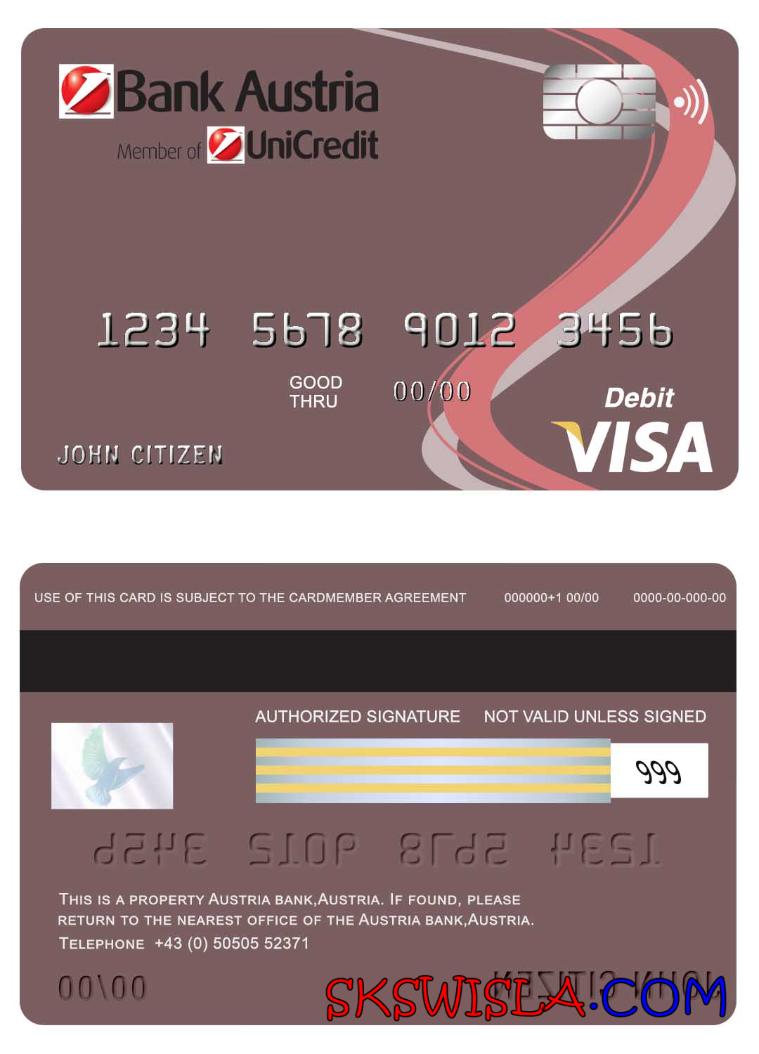 Bank Austria
Member of UniCredit
1234 5678 9012 3456
GOOD THRU 00/00
Debit
VISA
JOHN CITIZEN
USE OF THIS CARD IS SUBJECT TO THE CARDMEMBER AGREEMENT 000000+1 00/00 0000-00-000-00
AUTHORIZED SIGNATURE NOT VALID UNLESS SIGNED
999
THIS IS A PROPERTY AUSTRIA BANK,AUSTRIA. IF FOUND, PLEASE
RETURN TO THE NEAREST OFFICE OF THE AUSTRIA BANK,AUSTRIA.
TELEPHONE +43 (0) 50505 52371
00\00
SKSWISLA.COM